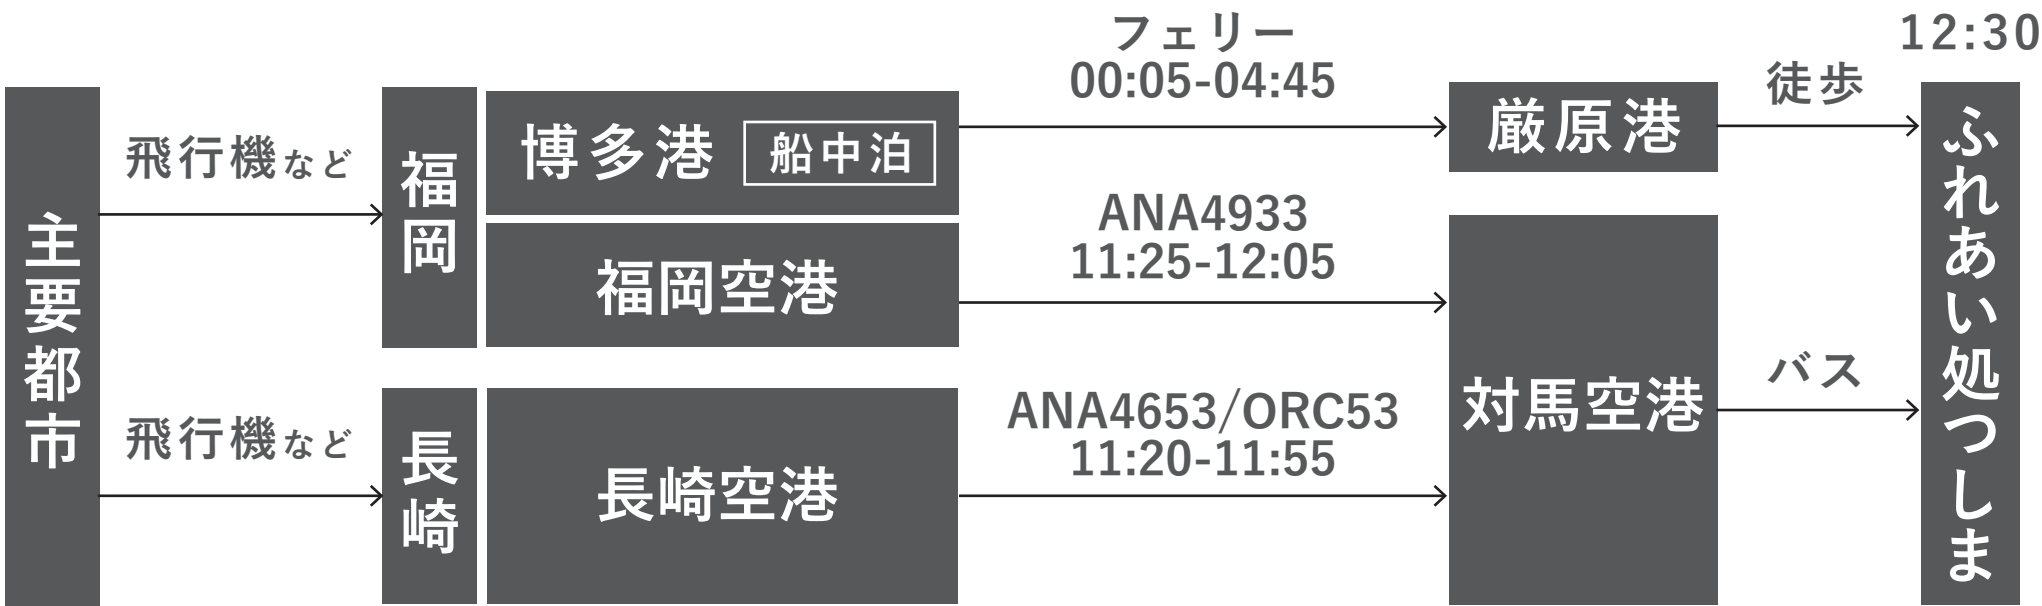 主要都市
飛行機など
飛行機など
福岡
博多港 船中泊
福岡空港
長崎
長崎空港
フェリー
00:05-04:45
ANA4933
11:25-12:05
ANA4653/ORC53
11:20-11:55
厳原港
対馬空港
徒歩
バス
12:30
ふれあい処つしま